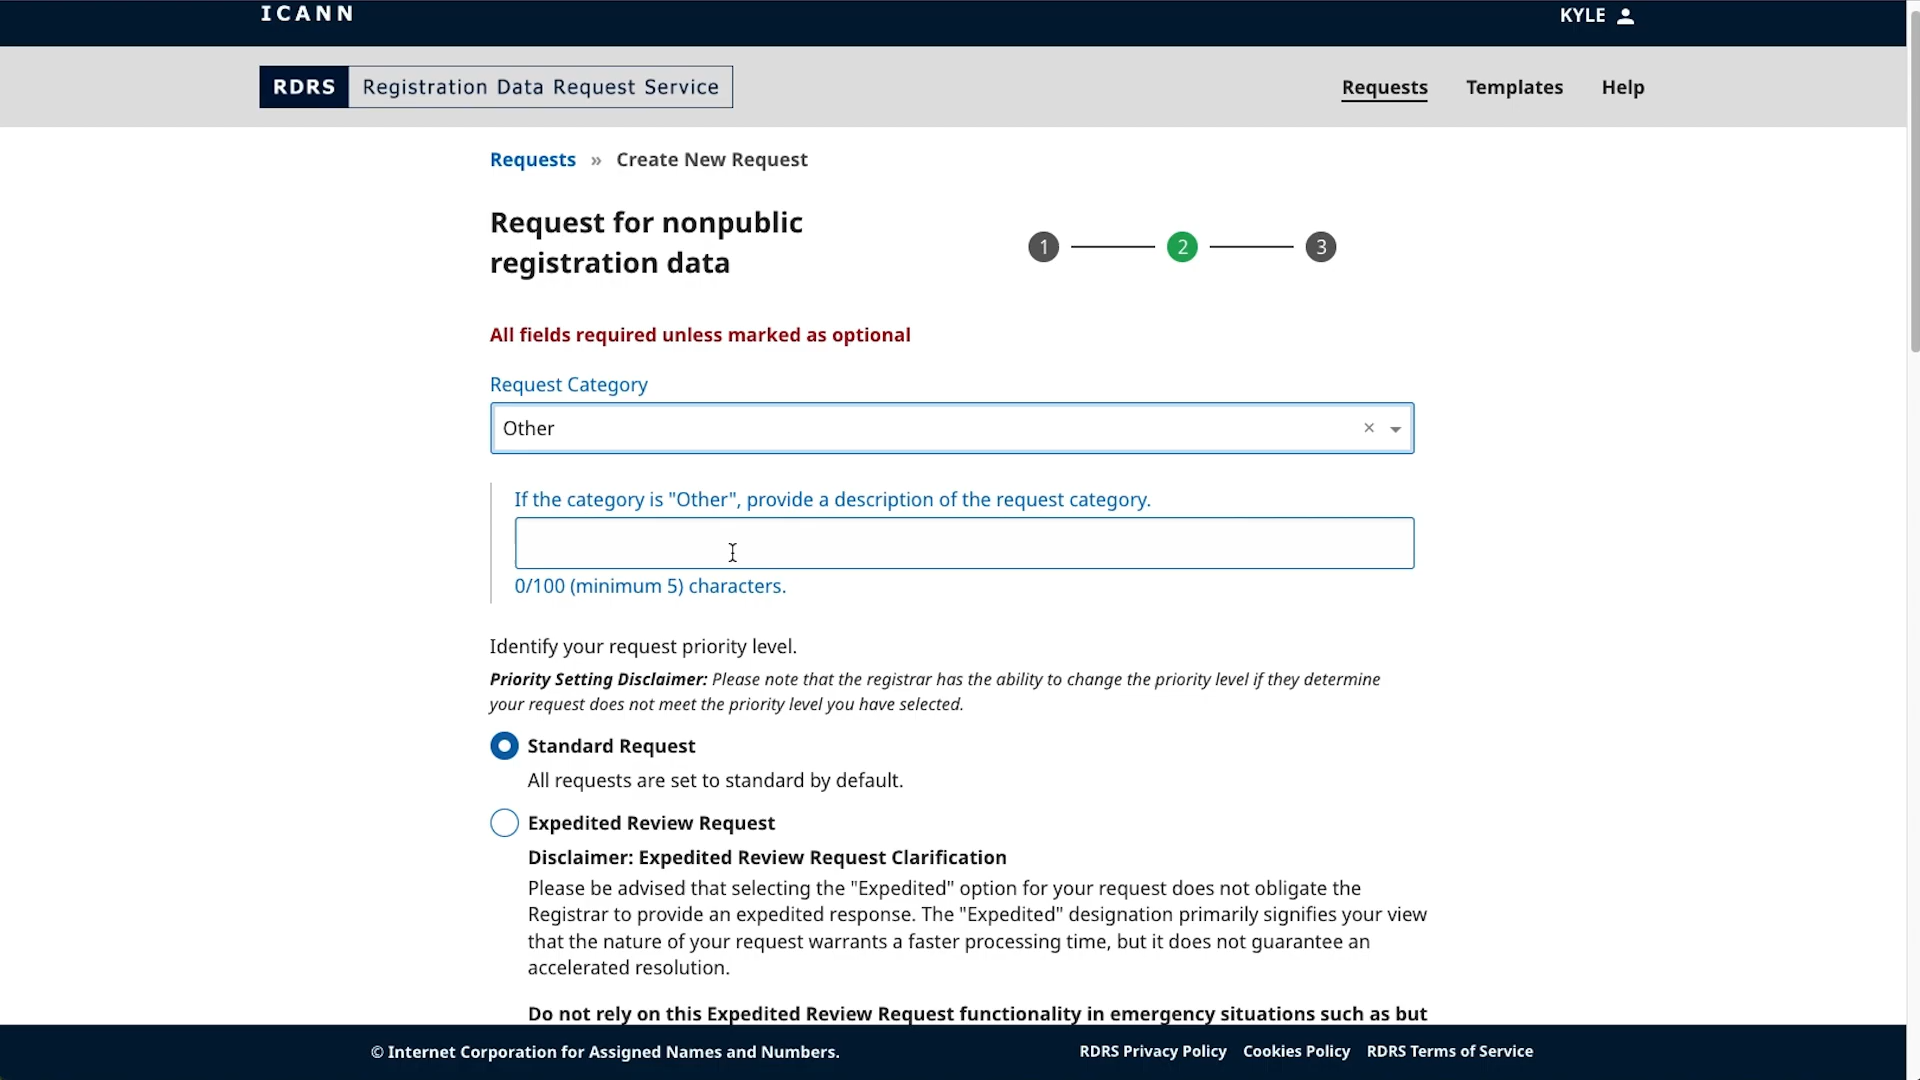 ICANN
KYLE
RDRS Registration Data Request Service
Requests Templates Help
Requests » Create New Request
Request for nonpublic
registration data
1 2 3
All fields required unless marked as optional
Request Category
Other ×
If the category is "Other", provide a description of the request category.
0/100 (minimum 5) characters.
Identify your request priority level.
Priority Setting Disclaimer: Please note that the registrar has the ability to change the priority level if they determine
your request does not meet the priority level you have selected.
Standard Request
All requests are set to standard by default.
Expedited Review Request
Disclaimer: Expedited Review Request Clarification
Please be advised that selecting the "Expedited" option for your request does not obligate the
Registrar to provide an expedited response. The "Expedited" designation primarily signifies your view
that the nature of your request warrants a faster processing time, but it does not guarantee an
accelerated resolution.
Do not rely on this Expedited Review Request functionality in emergency situations such as but
© Internet Corporation for Assigned Names and Numbers.
RDRS Privacy Policy Cookies Policy RDRS Terms of Service